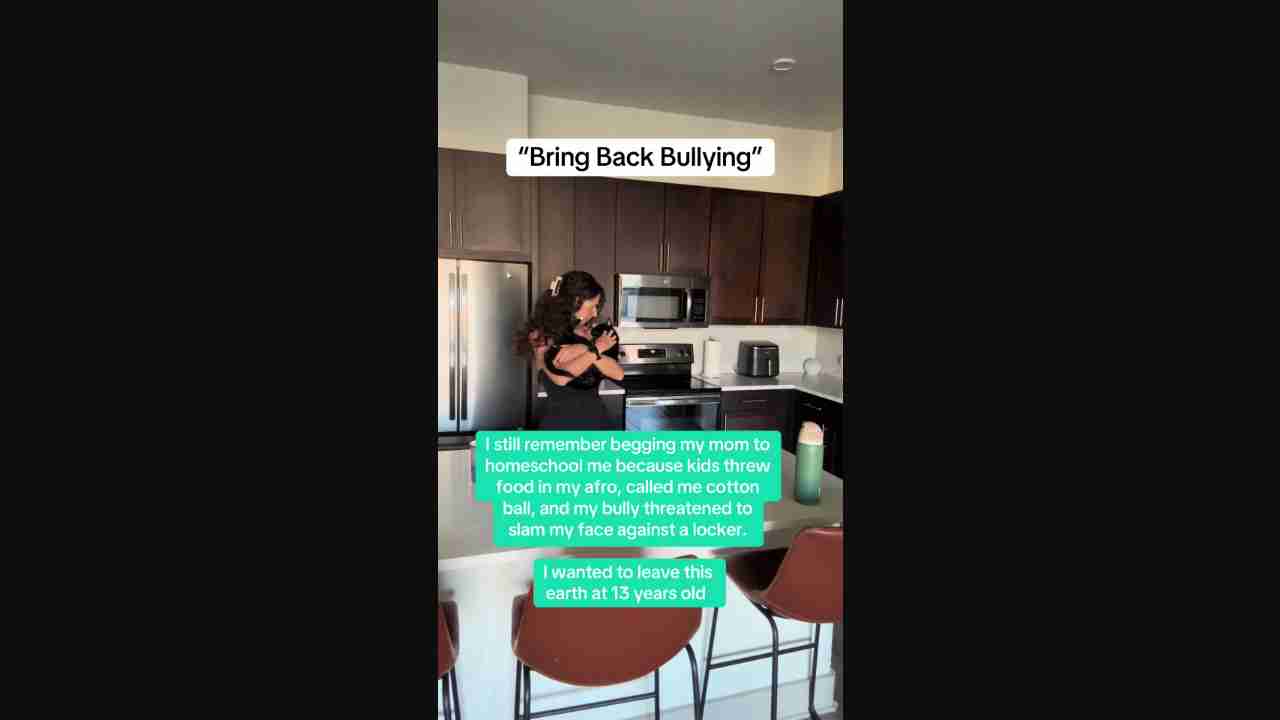 “Bring Back Bullying”
I still remember begging my mom to
homeschool me because kids threw
food in my afro, called me cotton
ball, and my bully threatened to
slam my face against a locker.
I wanted to leave this
earth at 13 years old